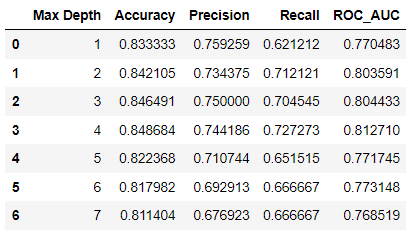 Max Depth Accuracy Precision Recall ROC_AUC
0 1 0.833333 0.759259 0.621212 0.770483
1 2 0.842105 0.734375 0.712121 0.803591
2 3 0.846491 0.750000 0.704545 0.804433
3 4 0.848684 0.744186 0.727273 0.812710
4 5 0.822368 0.710744 0.651515 0.771745
5 6 0.817982 0.692913 0.666667 0.773148
6 7 0.811404 0.676923 0.666667 0.768519